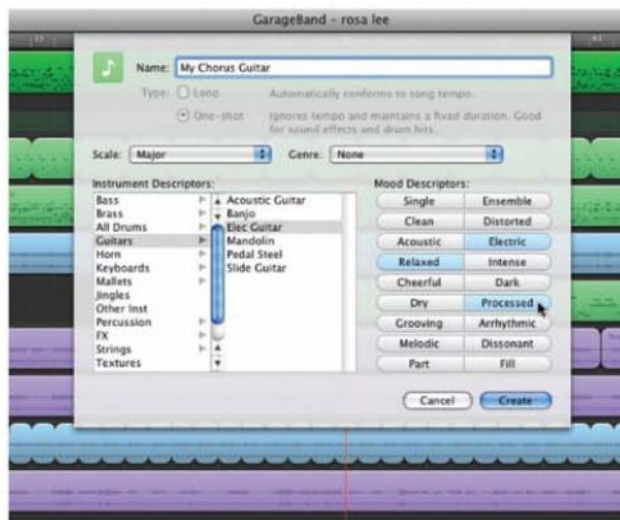 GarageBand – rosa lee
Name: My Chorus Guitar
Type: Loop Automatically conforms to song tempo.
One-shot Ignores tempo and maintains a fixed duration. Good
for sound effects and drum hits.
Scale: Major Genre: None
Instrument Descriptors:
Bass
Brass
All Drums
Guitars
Horn
Keyboards
Mallets
Jingles
Other Inst
Percussion
FX
Strings
Textures
Acoustic Guitar
Banjo
Elec Guitar
Mandolin
Pedal Steel
Slide Guitar
Mood Descriptors:
Single Ensemble
Clean Distorted
Acoustic Electric
Relaxed Intense
Cheerful Dark
Dry Processed
Grooving Arrhythmic
Melodic Dissonant
Part Fill
Cancel Create